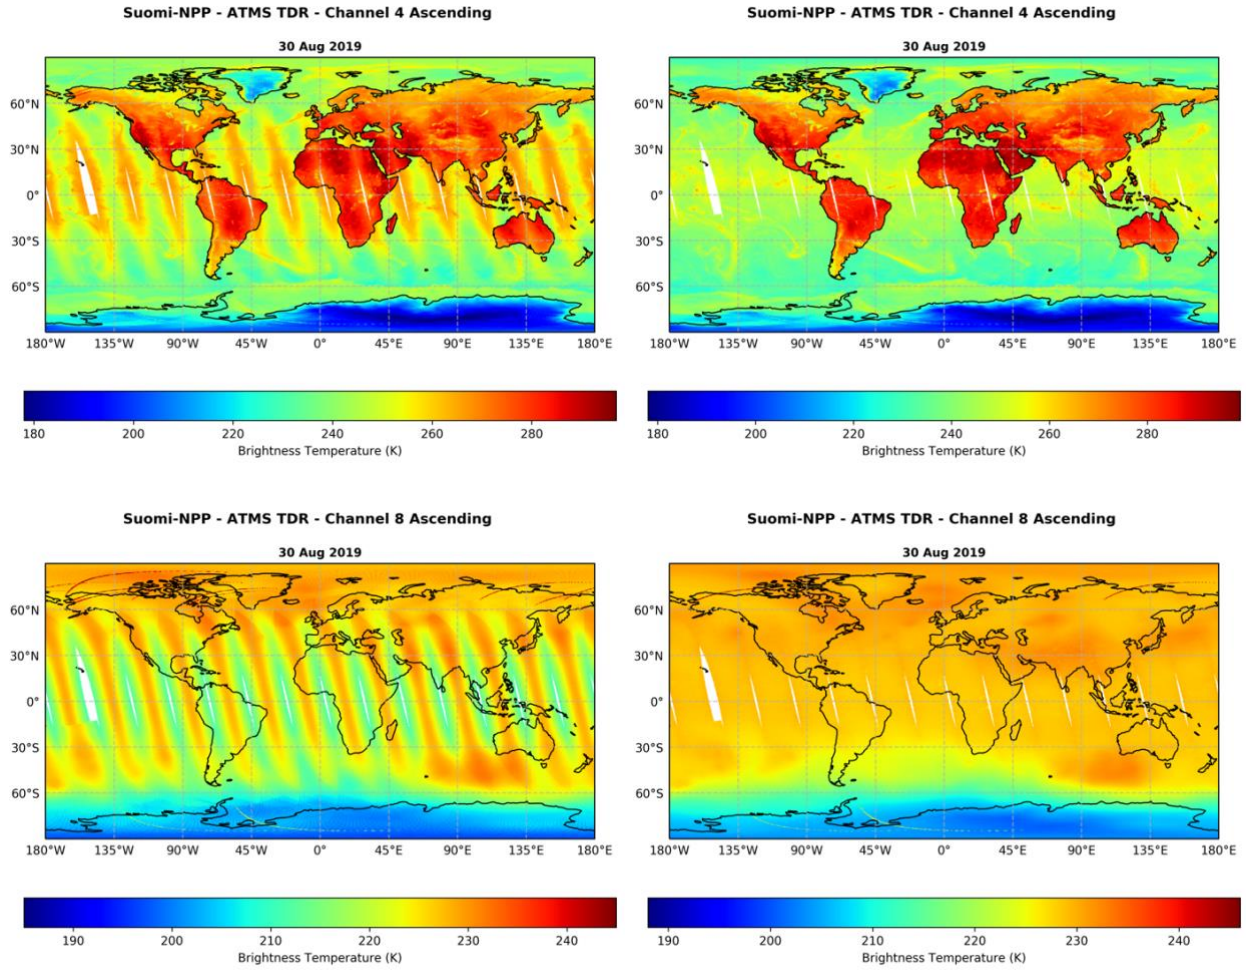 Suomi-NPP - ATMS TDR - Channel 4 Ascending
30 Aug 2019
60°N
30°N
0°
30°S
60°S
180°W 135°W 90°W 45°W 0° 45°E 90°E 135°E 180°E
180 200 220 240 260 280
Brightness Temperature (K)
Suomi-NPP - ATMS TDR - Channel 4 Ascending
30 Aug 2019
60°N
30°N
0°
30°S
60°S
180°W 135°W 90°W 45°W 0° 45°E 90°E 135°E 180°E
180 200 220 240 260 280
Brightness Temperature (K)
Suomi-NPP - ATMS TDR - Channel 8 Ascending
30 Aug 2019
60°N
30°N
0°
30°S
60°S
180°W 135°W 90°W 45°W 0° 45°E 90°E 135°E 180°E
190 200 210 220 230 240
Brightness Temperature (K)
Suomi-NPP - ATMS TDR - Channel 8 Ascending
30 Aug 2019
60°N
30°N
0°
30°S
60°S
180°W 135°W 90°W 45°W 0° 45°E 90°E 135°E 180°E
190 200 210 220 230 240
Brightness Temperature (K)